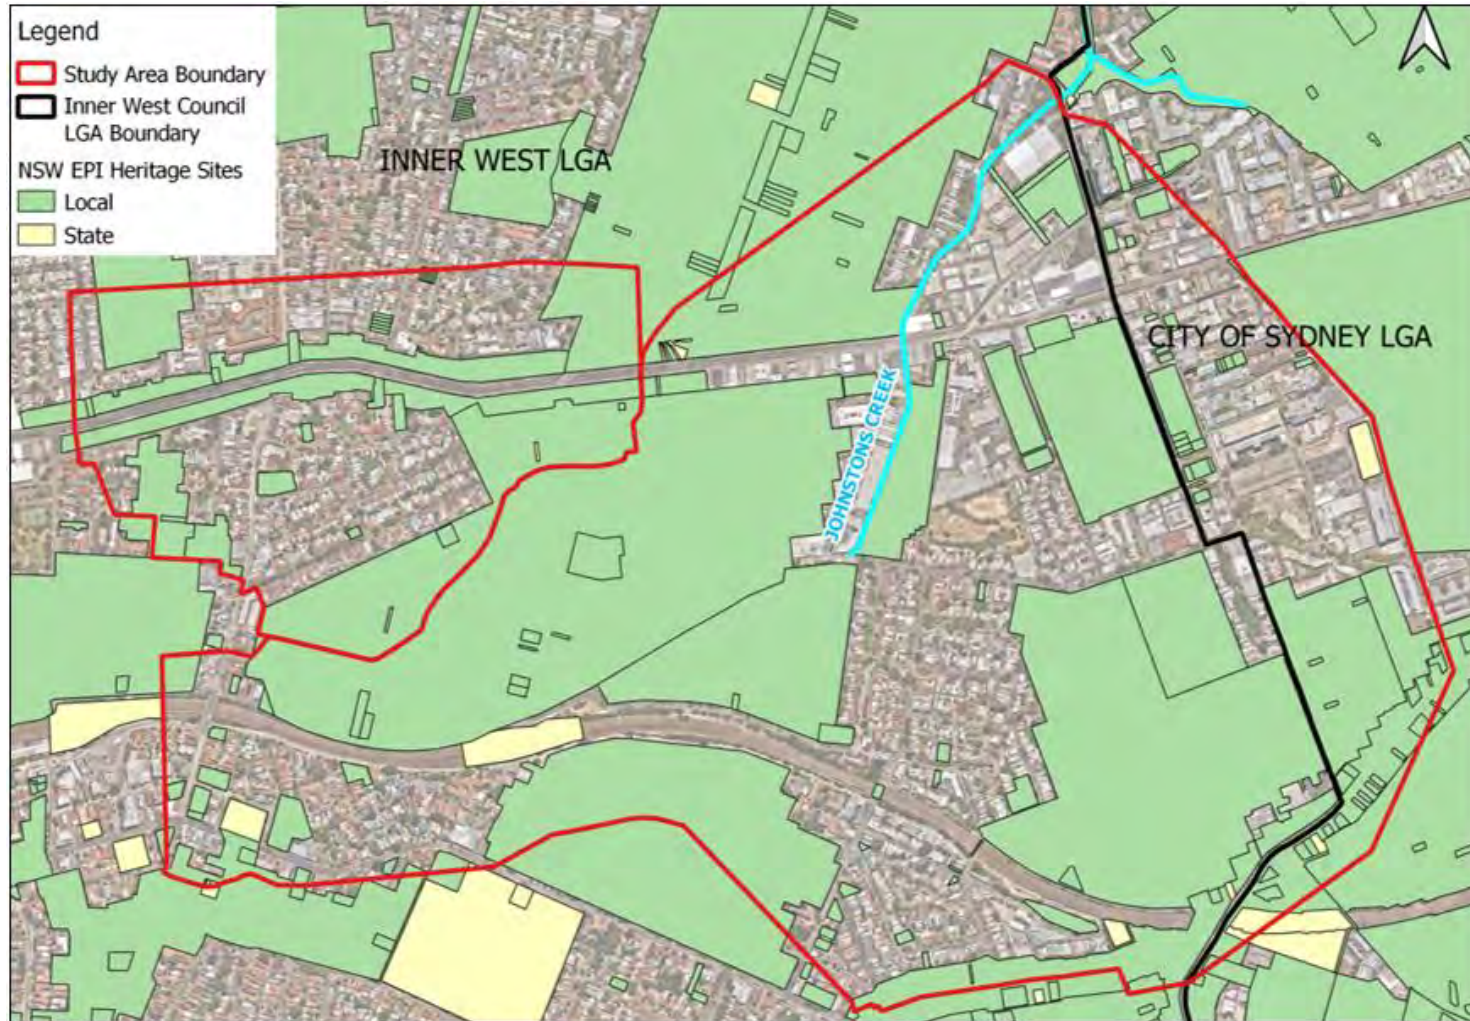 Legend
Study Area Boundary
Inner West Council
LGA Boundary
NSW EPI Heritage Sites
Local
State
INNER WEST LGA
CITY OF SYDNEY LGA
JOHNSTONS CREEK